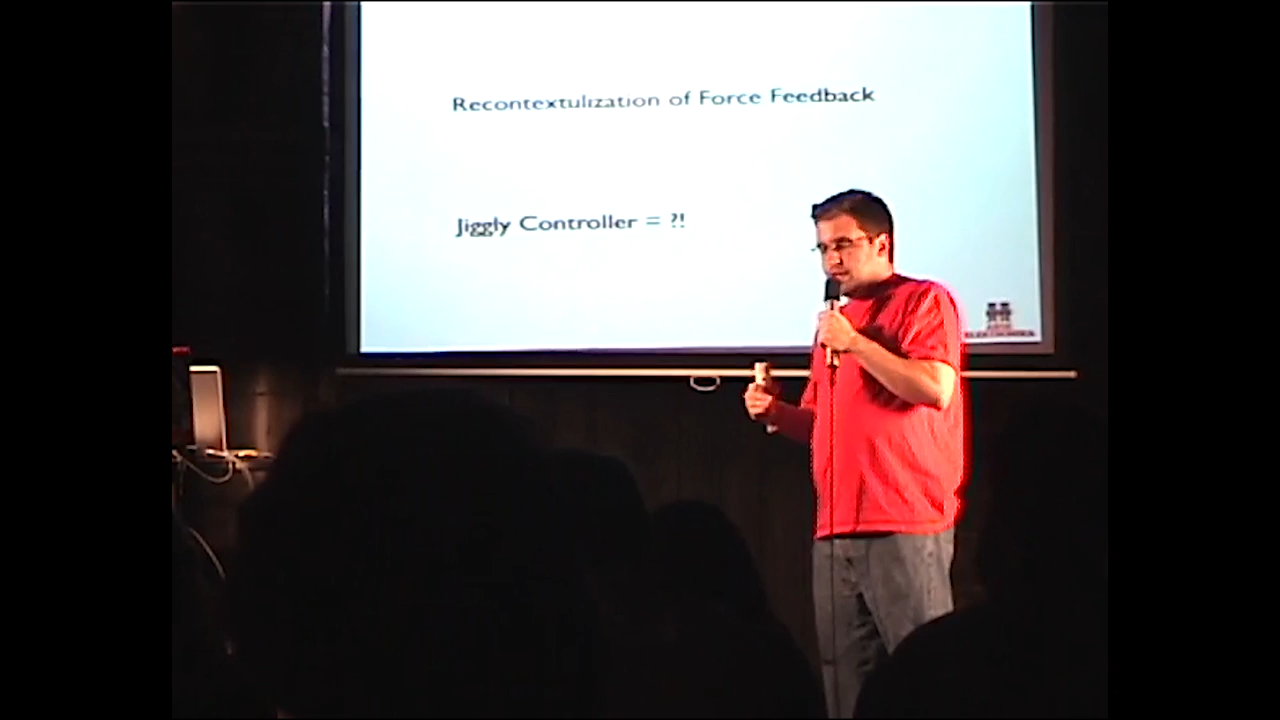 Recontextulization of Force Feedback
Jiggly Controller = ?!